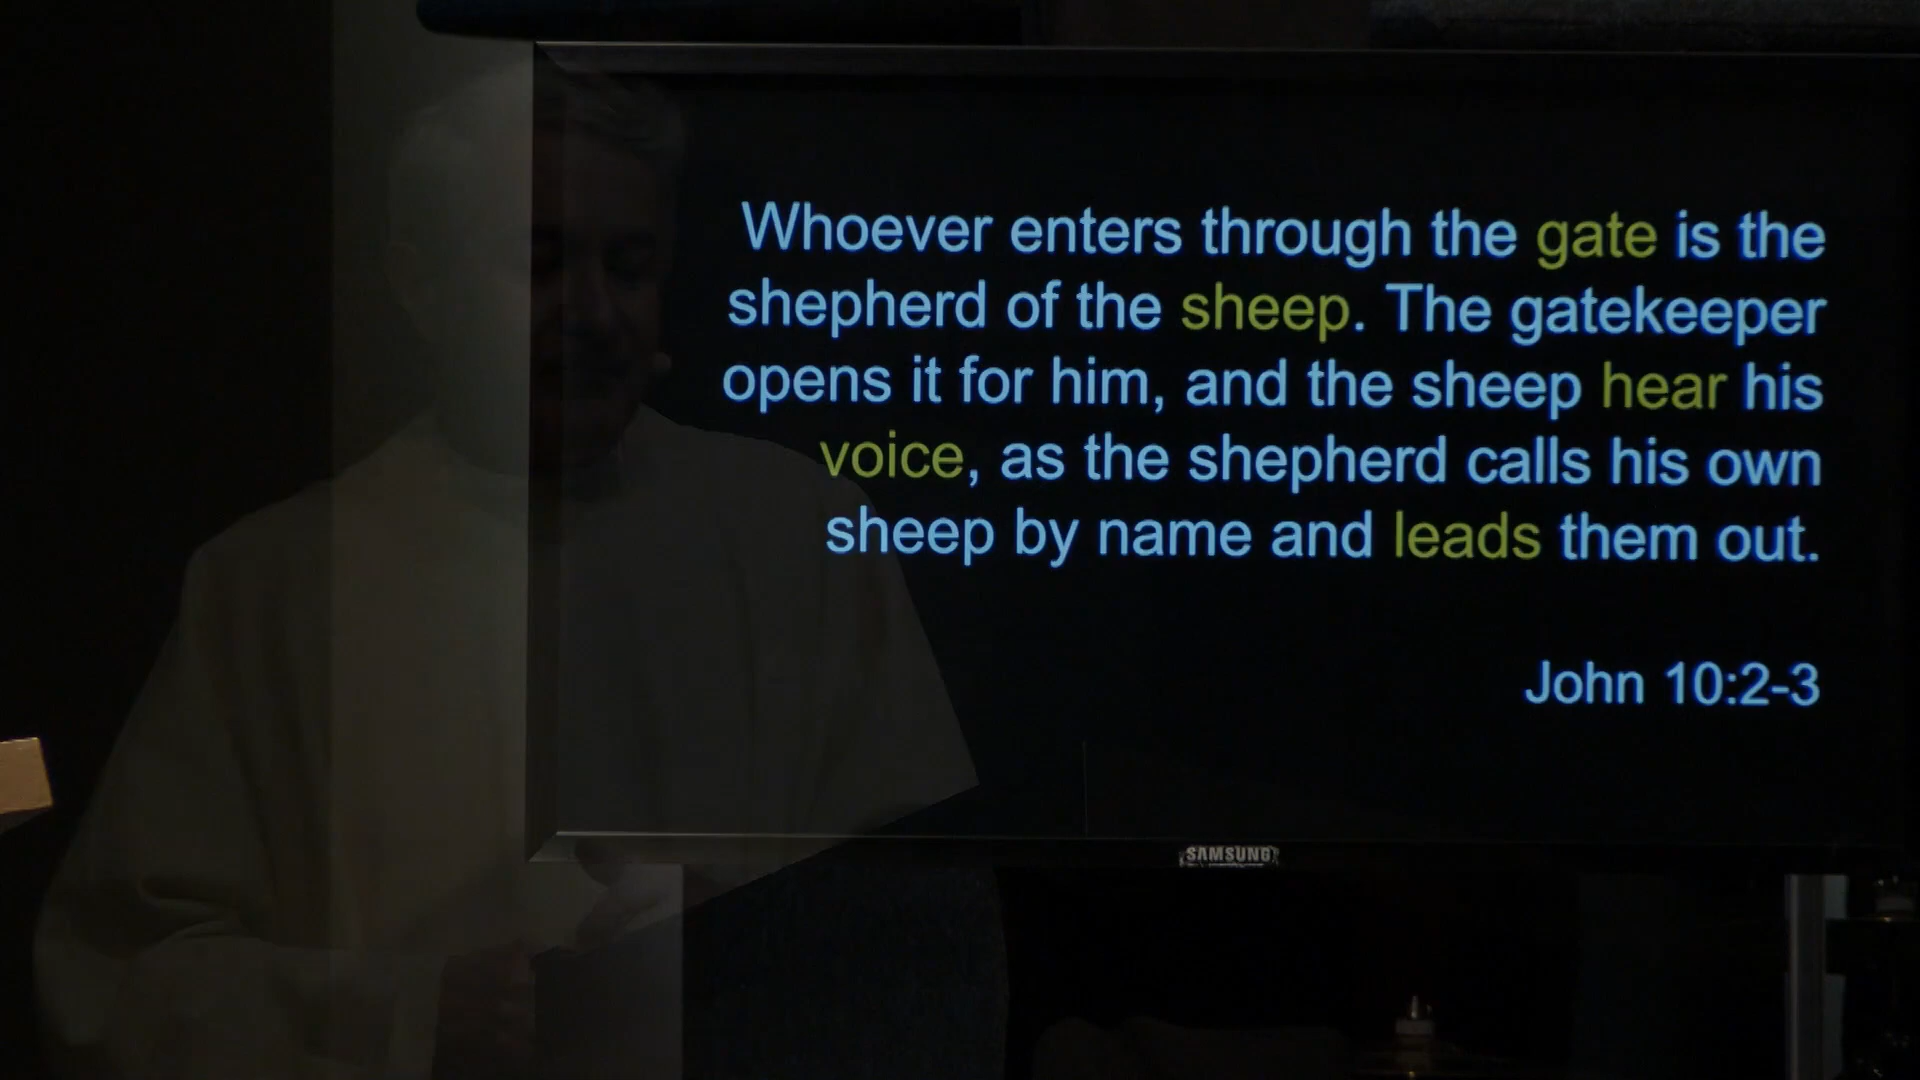 Whoever enters through the gate is the
shepherd of the sheep. The gatekeeper
opens it for him, and the sheep hear his
voice, as the shepherd calls his own
sheep by name and leads them out.
John 10:2-3
SAMSUNG